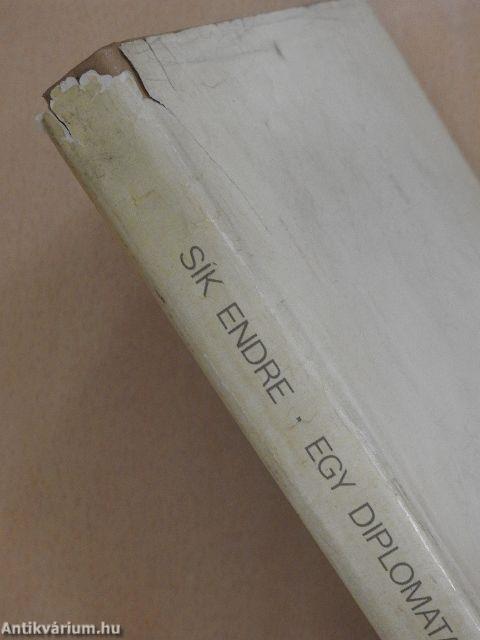 SÍK ENDRE · EGY DIPLOMATA
Antikvárium.hu